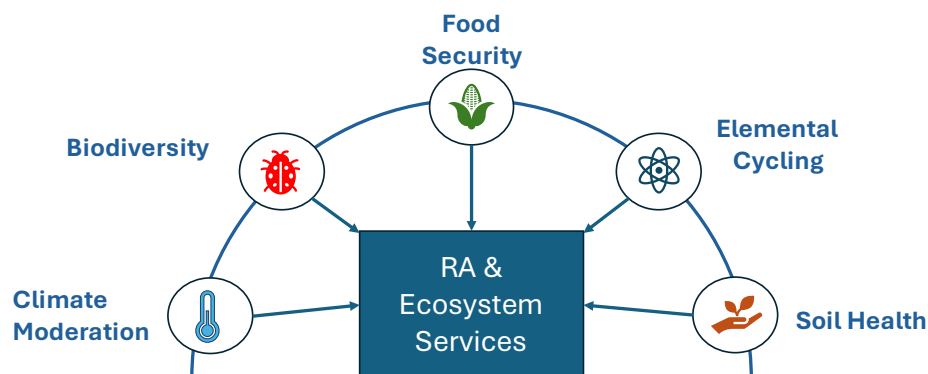 Food
Security
Biodiversity
Elemental
Cycling
RA &
Ecosystem
Services
Climate
Moderation
Soil Health